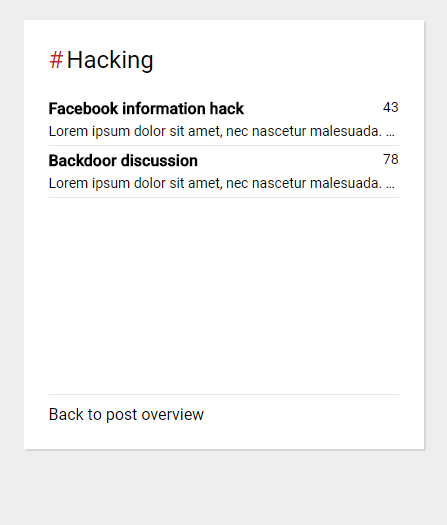 #Hacking
Facebook information hack 43
Lorem ipsum dolor sit amet, nec nascetur malesuada. ...
Backdoor discussion 78
Lorem ipsum dolor sit amet, nec nascetur malesuada. ...
Back to post overview